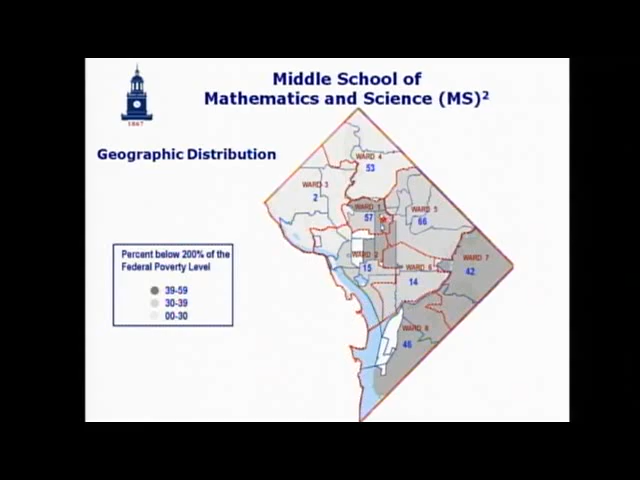 Middle School of
Mathematics and Science (MS)²
1867
Geographic Distribution
WARD 4
53
WARD 3
2
WARD 1
57
WARD 5
66
WARD 2
15
WARD 6
14
WARD 7
42
WARD 8
46
Percent below 200% of the
Federal Poverty Level
39-59
30-39
00-30